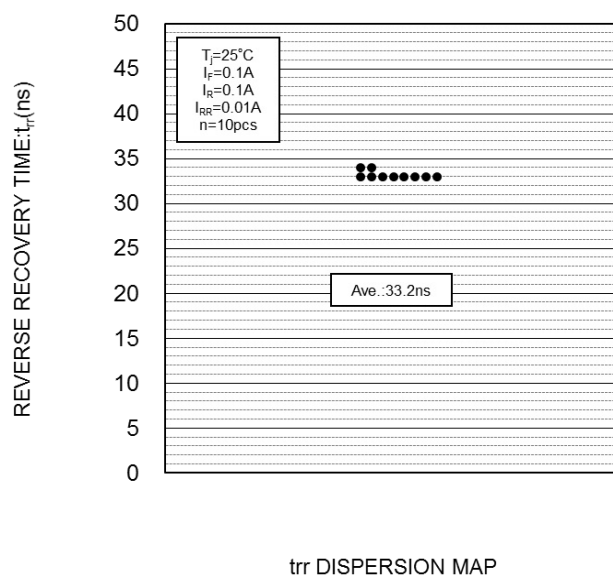 REVERSE RECOVERY TIME:trr(ns)
50
45
40
35
30
25
20
15
10
5
0
Tj=25°C
IF=0.1A
IR=0.1A
IRR=0.01A
n=10pcs
Ave.:33.2ns
trr DISPERSION MAP